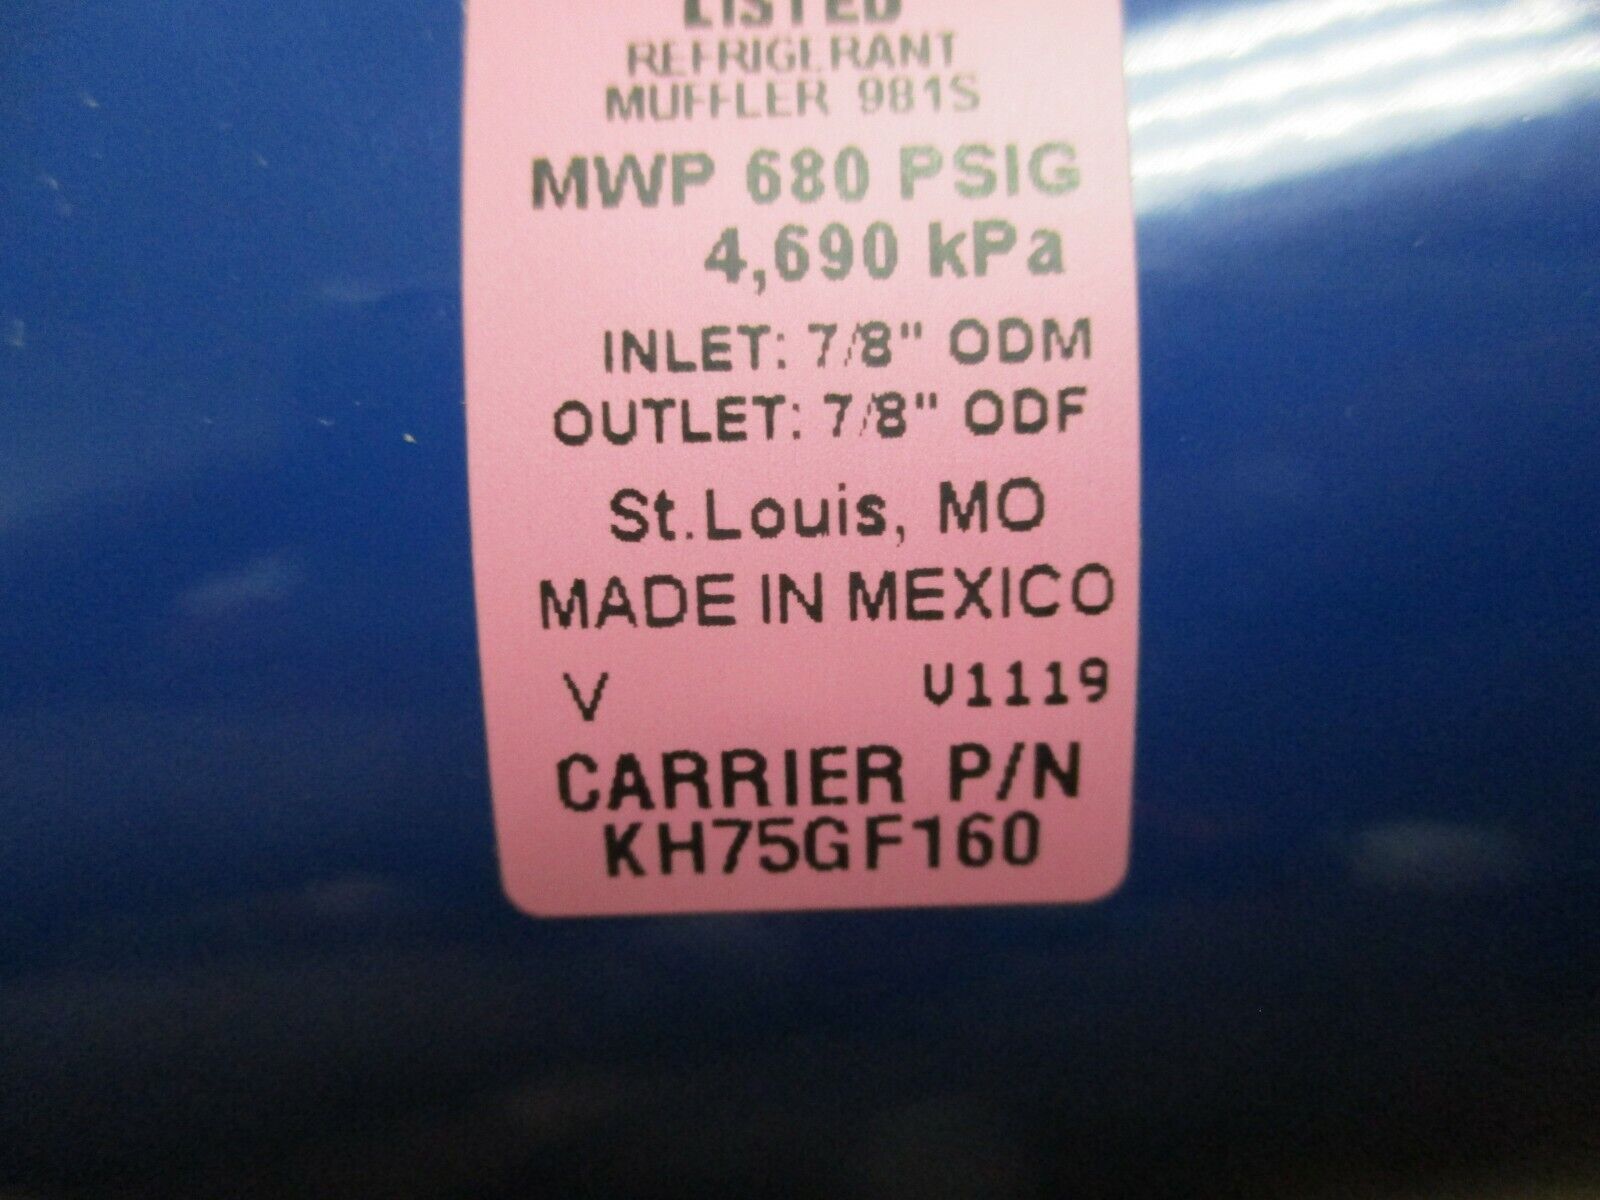 LISTED
REFRIGERANT
MUFFLER 981S
MWP 680 PSIG
4,690 kPa
INLET: 7/8" ODM
OUTLET: 7/8" ODF
St.Louis, MO
MADE IN MEXICO
V V1119
CARRIER P/N
KH75GF160